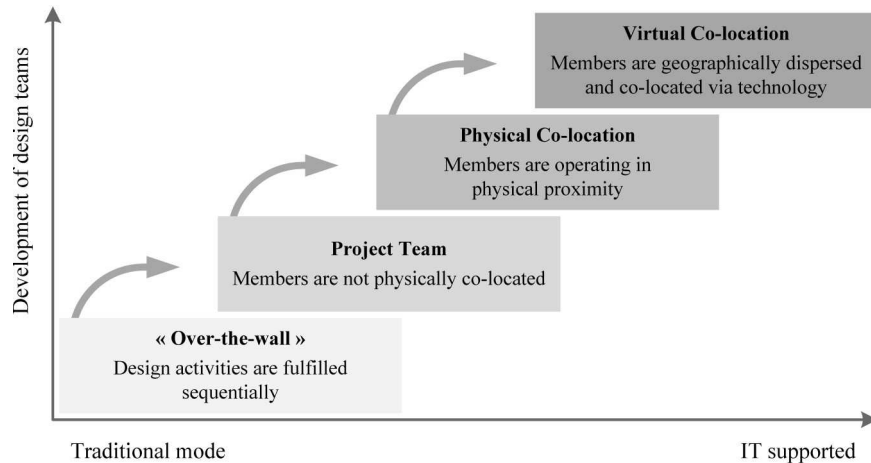 Development of design teams
Virtual Co-location
Members are geographically dispersed
and co-located via technology
Physical Co-location
Members are operating in
physical proximity
Project Team
Members are not physically co-located
« Over-the-wall »
Design activities are fulfilled
sequentially
Traditional mode
IT supported